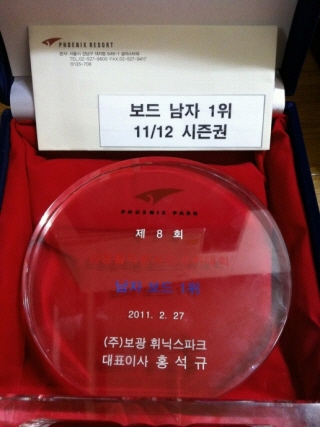 PHOENIX RESORT
보드 남자 1위
11/12 시즌권
PHOENIX PARK
제 8 회
남자 보드 1위
2011. 2. 27
(주)보광 휘닉스파크
대표이사 홍 석 규